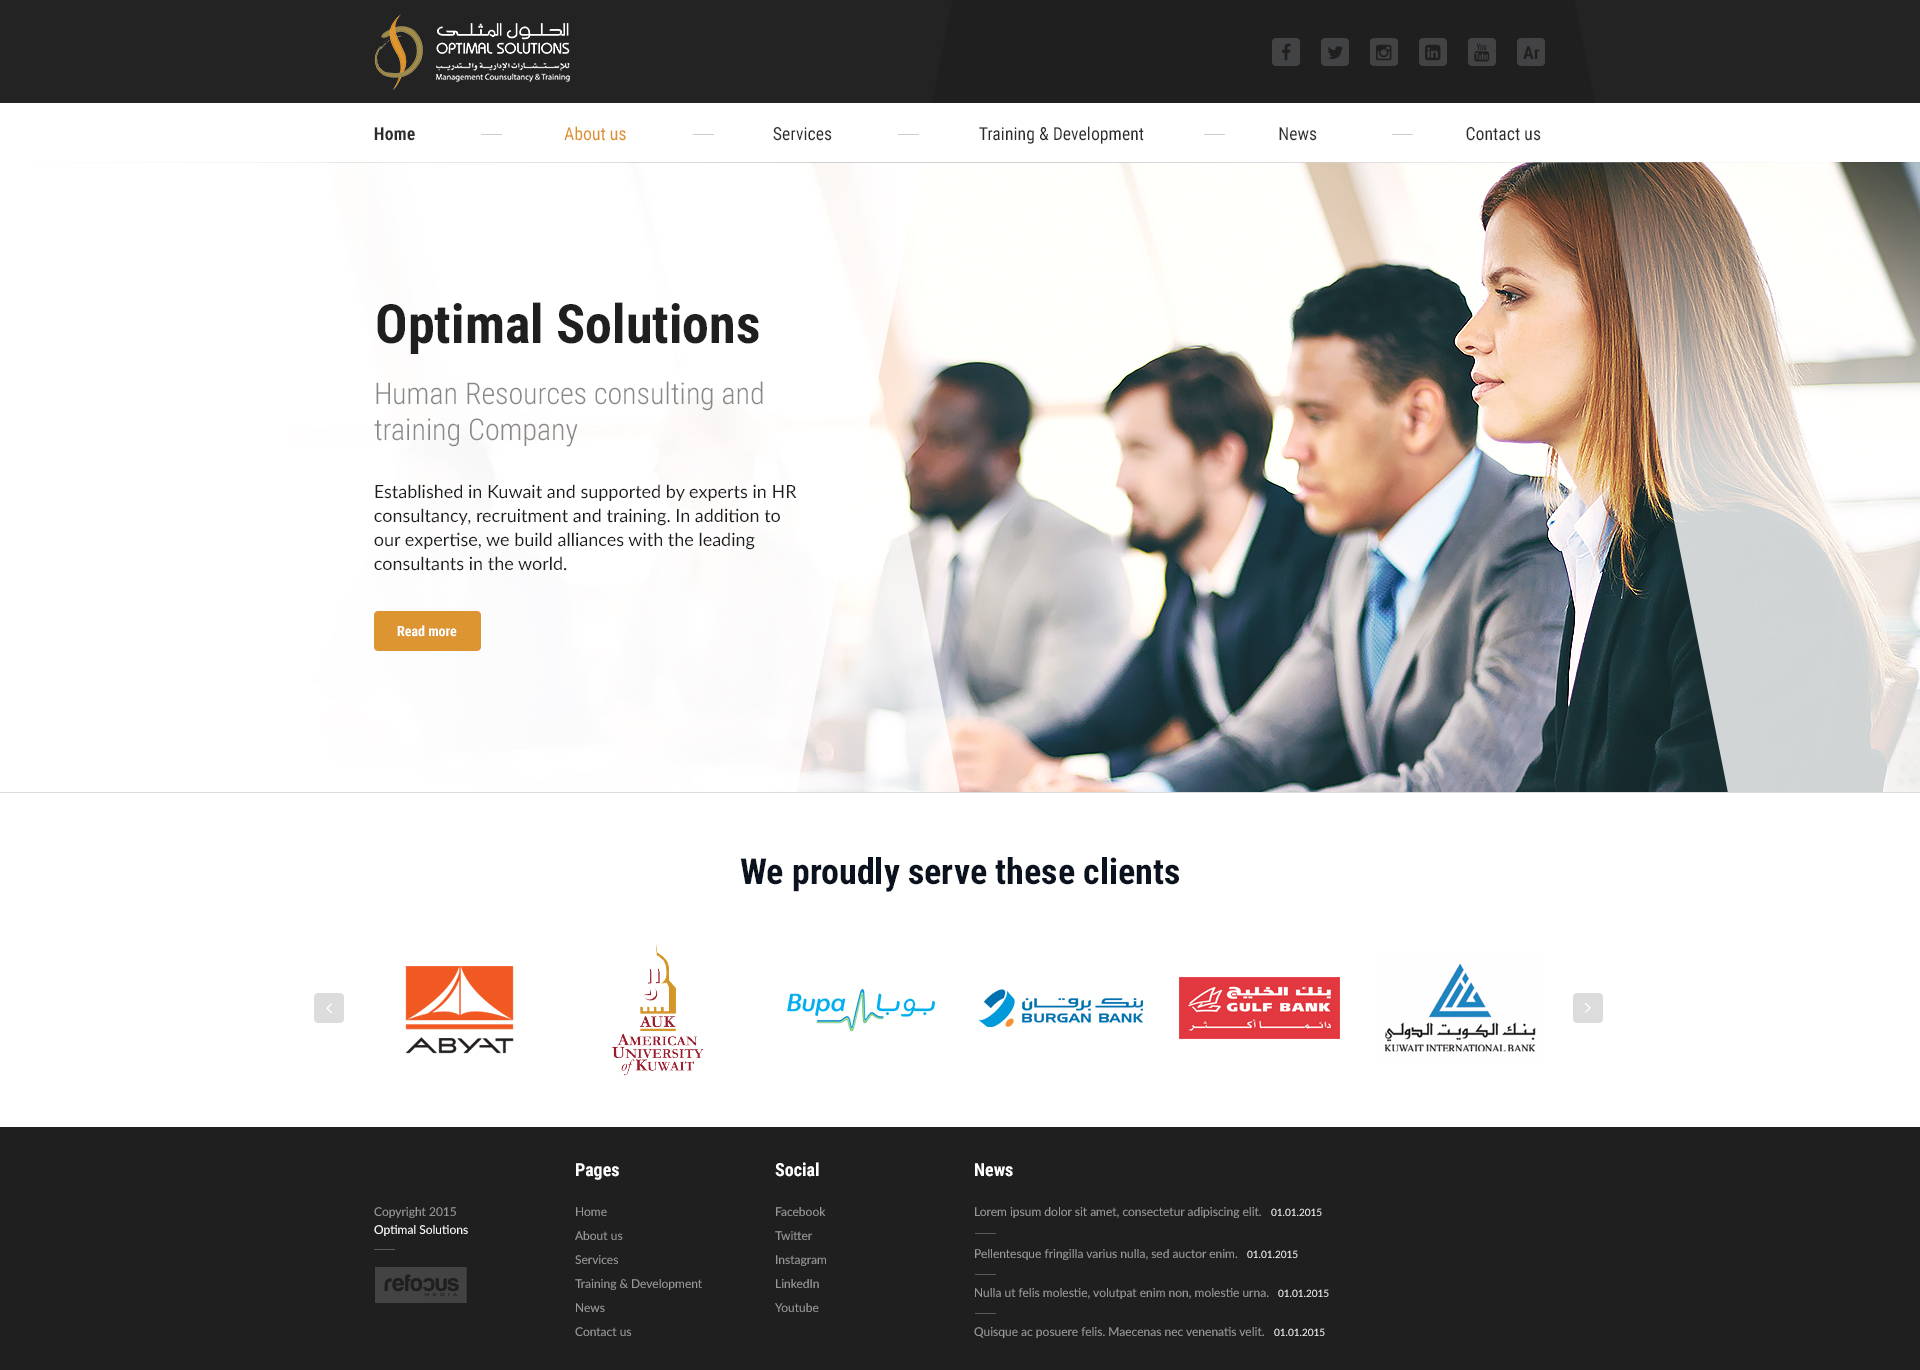 الحلول المثلى
OPTIMAL SOLUTIONS
للإستشارات الإدارية والتدريب
Management Counsultancy & Training
You
Tube
Ar
Home
About us
Services
Training & Development
News
Contact us
Optimal Solutions
Human Resources consulting and
training Company
Established in Kuwait and supported by experts in HR
consultancy, recruitment and training. In addition to
our expertise, we build alliances with the leading
consultants in the world.
Read more
We proudly serve these clients
ABYAT
AUK
AMERICAN
UNIVERSITY
of KUWAIT
Bupa بوبا
بنك برقان
BURGAN BANK
بنك الخليج
GULF BANK
دائما أكثر
بنك الكويت الدولي
KUWAIT INTERNATIONAL BANK
Copyright 2015
Optimal Solutions
refocus
MEDIA
Pages
Home
About us
Services
Training & Development
News
Contact us
Social
Facebook
Twitter
Instagram
LinkedIn
Youtube
News
Lorem ipsum dolor sit amet, consectetur adipiscing elit. 01.01.2015
Pellentesque fringilla varius nulla, sed auctor enim. 01.01.2015
Nulla ut felis molestie, volutpat enim non, molestie urna. 01.01.2015
Quisque ac posuere felis. Maecenas nec venenatis velit. 01.01.2015